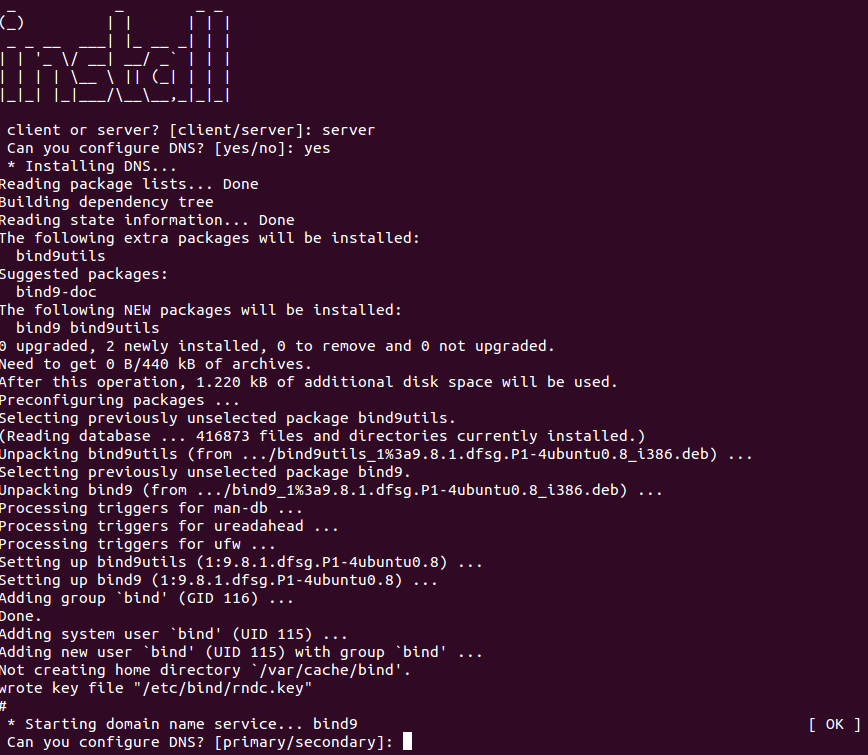 install
client or server? [client/server]: server
Can you configure DNS? [yes/no]: yes
* Installing DNS...
Reading package lists... Done
Building dependency tree
Reading state information... Done
The following extra packages will be installed:
bind9utils
Suggested packages:
bind9-doc
The following NEW packages will be installed:
bind9 bind9utils
0 upgraded, 2 newly installed, 0 to remove and 0 not upgraded.
Need to get 0 B/440 kB of archives.
After this operation, 1.220 kB of additional disk space will be used.
Preconfiguring packages ...
Selecting previously unselected package bind9utils.
(Reading database ... 416873 files and directories currently installed.)
Unpacking bind9utils (from .../bind9utils_1%3a9.8.1.dfsg.P1-4ubuntu0.8_i386.deb) ...
Selecting previously unselected package bind9.
Unpacking bind9 (from .../bind9_1%3a9.8.1.dfsg.P1-4ubuntu0.8_i386.deb) ...
Processing triggers for man-db ...
Processing triggers for ureadahead ...
Processing triggers for ufw ...
Setting up bind9utils (1:9.8.1.dfsg.P1-4ubuntu0.8) ...
Setting up bind9 (1:9.8.1.dfsg.P1-4ubuntu0.8) ...
Adding group `bind' (GID 116) ...
Done.
Adding system user `bind' (UID 115) ...
Adding new user `bind' (UID 115) with group `bind' ...
Not creating home directory `/var/cache/bind'.
wrote key file "/etc/bind/rndc.key"
#
* Starting domain name service... bind9 [ OK ]
Can you configure DNS? [primary/secondary]: